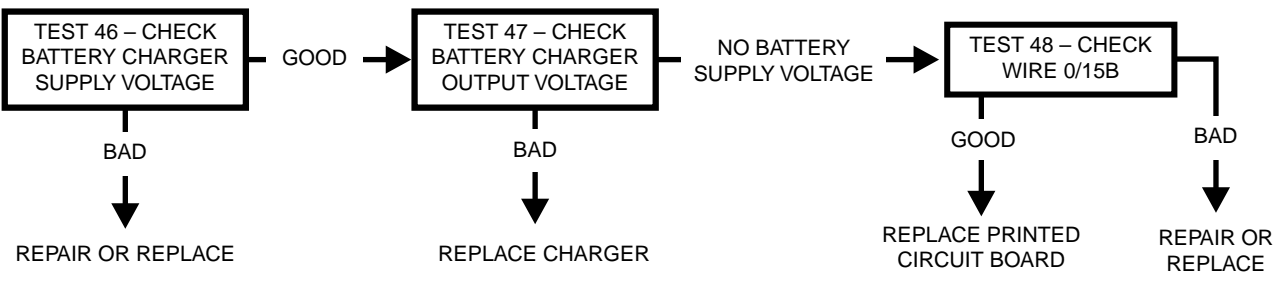 TEST 46 – CHECK
BATTERY CHARGER
SUPPLY VOLTAGE
GOOD
BAD
REPAIR OR REPLACE
TEST 47 – CHECK
BATTERY CHARGER
OUTPUT VOLTAGE
NO BATTERY
SUPPLY VOLTAGE
BAD
REPLACE CHARGER
TEST 48 – CHECK
WIRE 0/15B
GOOD
REPLACE PRINTED
CIRCUIT BOARD
BAD
REPAIR OR
REPLACE